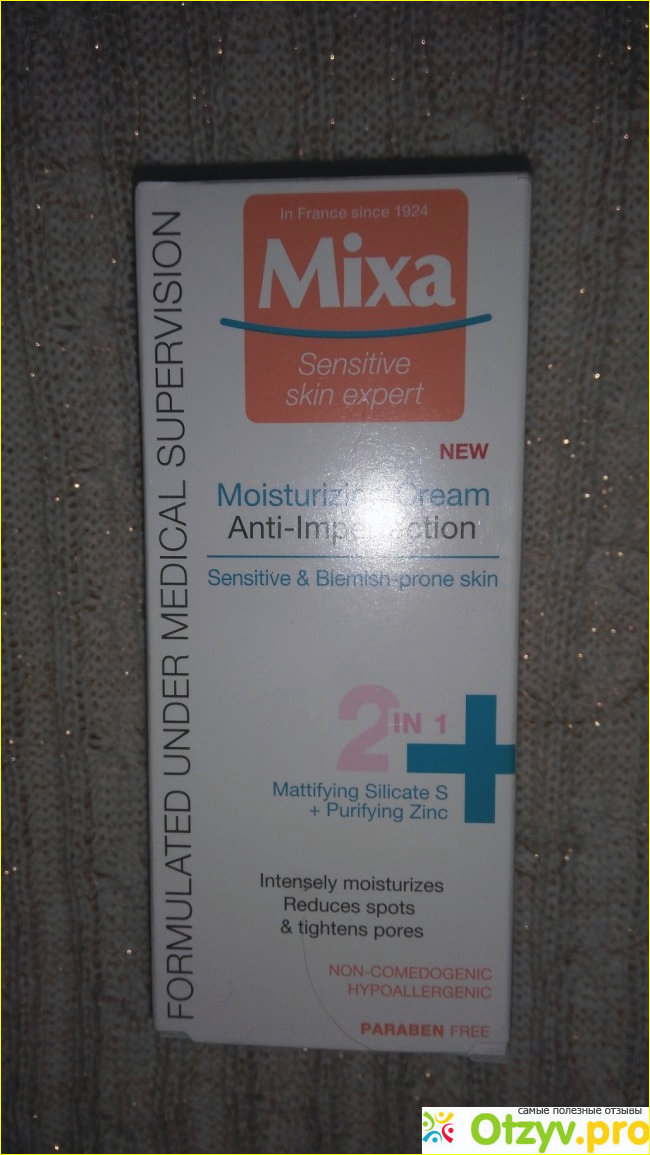 In France since 1924
Mixa
Sensitive
skin expert
NEW
Moisturizing Cream
Anti-Imperfection
Sensitive & Blemish-prone skin
2 IN 1
Mattifying Silicate S
+ Purifying Zinc
Intensely moisturizes
Reduces spots
& tightens pores
NON-COMEDOGENIC
HYPOALLERGENIC
PARABEN FREE
FORMULATED UNDER MEDICAL SUPERVISION
самые полезные отзывы
Otzyv.pro